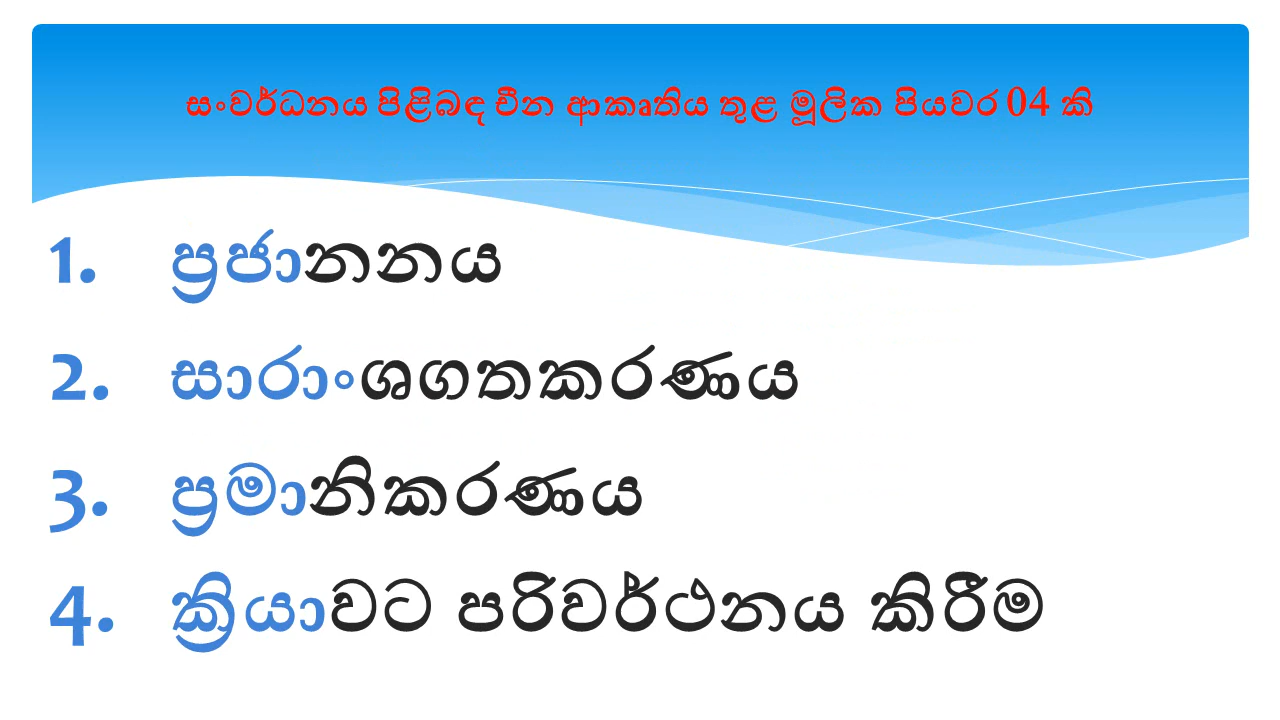 සංවර්ධනය පිළිබඳ චීන ආකෘතිය තුළ මූලික පියවර 04 කි
1. ප්‍රජානනය
2. සාරාංශගතකරණය
3. ප්‍රමානිකරණය
4. ක්‍රියාවට පරිවර්ථනය කිරීම